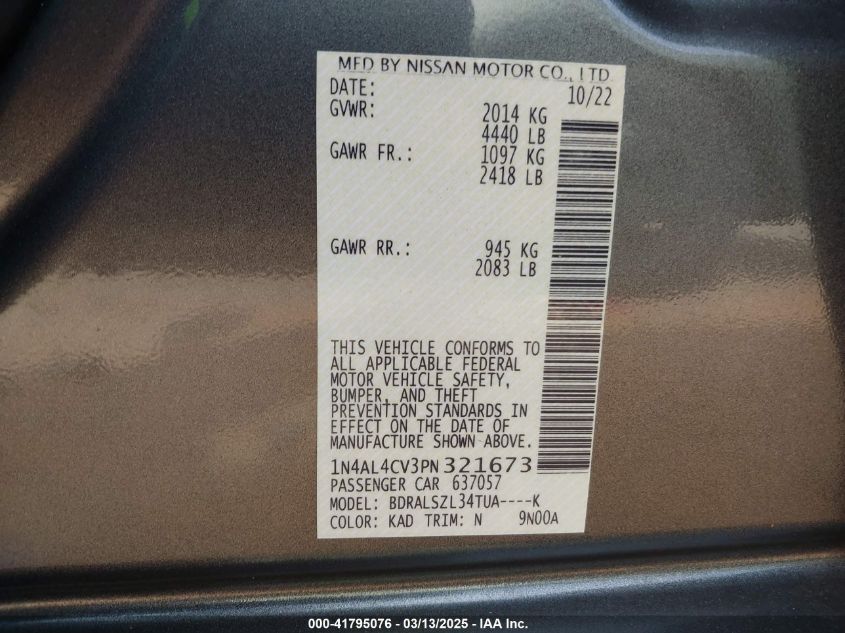 MFD BY NISSAN MOTOR CO., LTD.
DATE: 10/22
GVWR: 2014 KG
4440 LB
GAWR FR.: 1097 KG
2418 LB
GAWR RR.: 945 KG
2083 LB
THIS VEHICLE CONFORMS TO
ALL APPLICABLE FEDERAL
MOTOR VEHICLE SAFETY,
BUMPER, AND THEFT
PREVENTION STANDARDS IN
EFFECT ON THE DATE OF
MANUFACTURE SHOWN ABOVE.
1N4AL4CV3PN321673
PASSENGER CAR 637057
MODEL: BDRALSZL34TUA----K
COLOR: KAD TRIM: N 9N00A
000-41795076 - 03/13/2025 - IAA Inc.